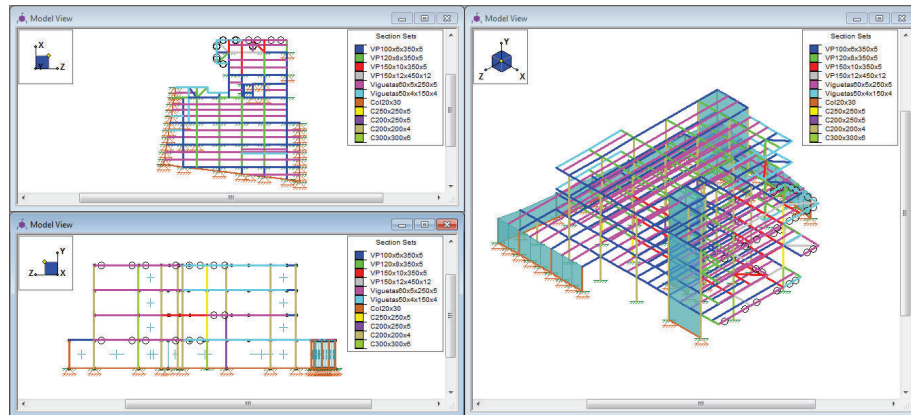 Model View
X
Y
Z
Section Sets
VP100x6x350x5
VP120x8x350x5
VP150x10x350x5
VP150x12x450x12
Viguetas60x5x250x5
Viguetas50x4x150x4
Col20x30
C250x250x5
C200x250x5
C200x200x4
C300x300x6
Model View
Y
Z
X
Section Sets
VP100x6x350x5
VP120x8x350x5
VP150x10x350x5
VP150x12x450x12
Viguetas60x5x250x5
Viguetas50x4x150x4
Col20x30
C250x250x5
C200x250x5
C200x200x4
C300x300x6
Model View
Y
Z
X
Section Sets
VP100x6x350x5
VP120x8x350x5
VP150x10x350x5
VP150x12x450x12
Viguetas60x5x250x5
Viguetas50x4x150x4
Col20x30
C250x250x5
C200x250x5
C200x200x4
C300x300x6